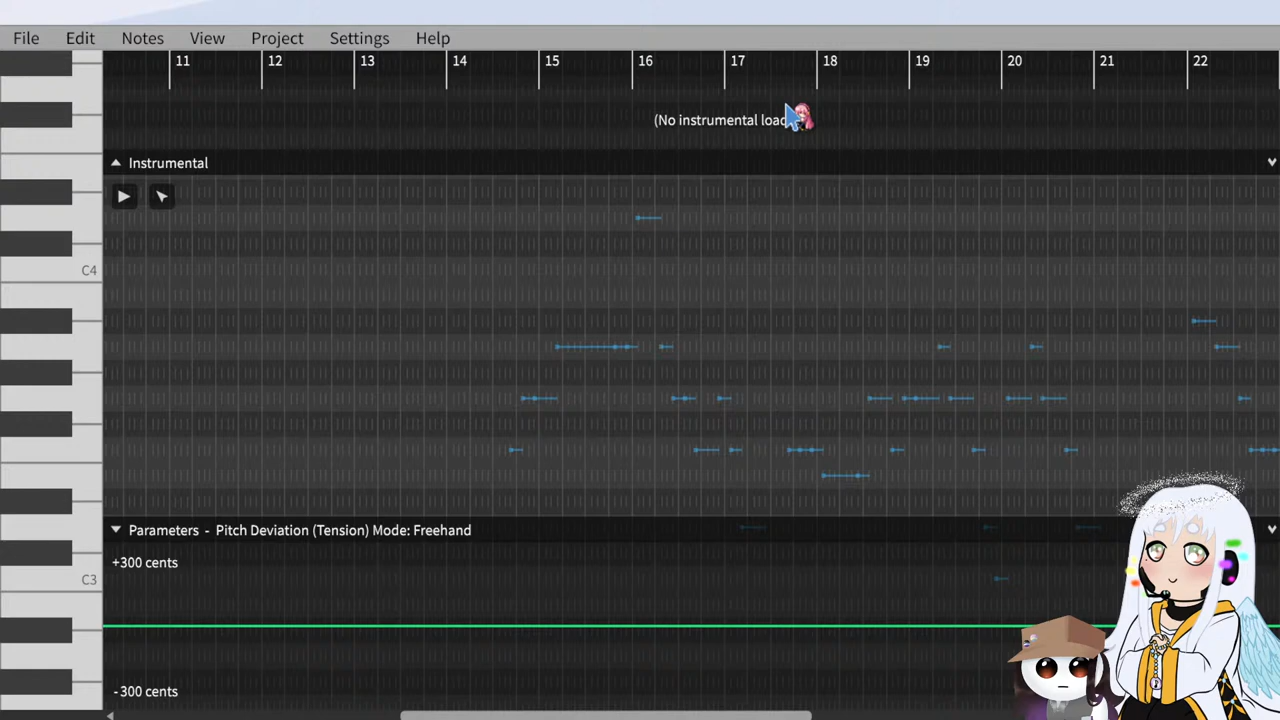 File Edit Notes View Project Settings Help
11 12 13 14 15 16 17 18 19 20 21 22
(No instrumental load
Instrumental
C4
Parameters - Pitch Deviation (Tension) Mode: Freehand
+300 cents
C3
-300 cents